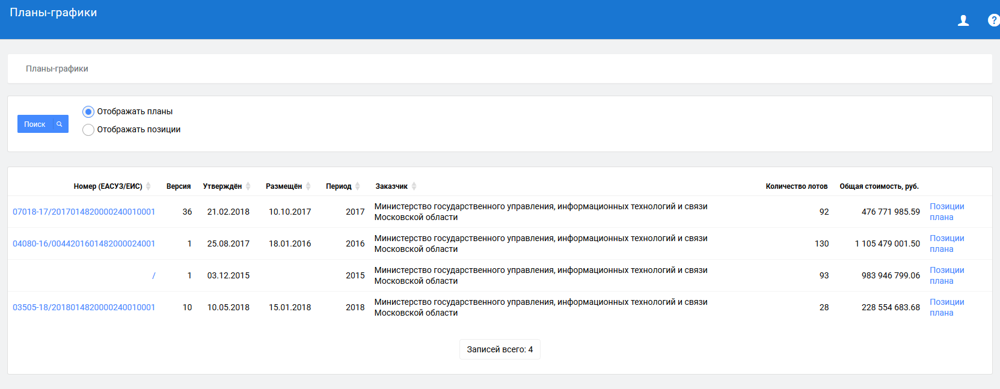 Планы-графики
?
Планы-графики
Поиск
Отображать планы
Отображать позиции
Номер (ЕАСУЗ/ЕИС) Версия Утверждён Размещён Период Заказчик Количество лотов Общая стоимость, руб.
07018-17/2017014820000240010001 36 21.02.2018 10.10.2017 2017 Министерство государственного управления, информационных технологий и связи 92 476 771 985.59 Позиции
Московской области плана
04080-16/0044201601482000024001 1 25.08.2017 18.01.2016 2016 Министерство государственного управления, информационных технологий и связи 130 1 105 479 001.50 Позиции
Московской области плана
/ 1 03.12.2015 2015 Министерство государственного управления, информационных технологий и связи 93 983 946 799.06 Позиции
Московской области плана
03505-18/2018014820000240010001 10 10.05.2018 15.01.2018 2018 Министерство государственного управления, информационных технологий и связи 28 228 554 683.68 Позиции
Московской области плана
Записей всего: 4